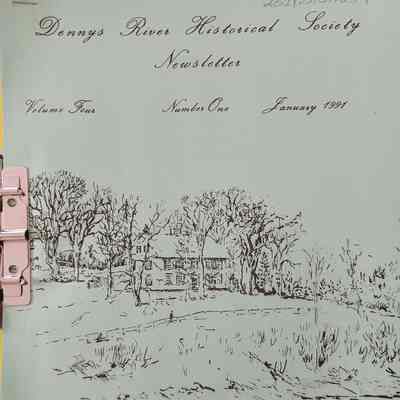 Dennys River Historical Society
Newsletter
Volume Four
Number One
January 1991